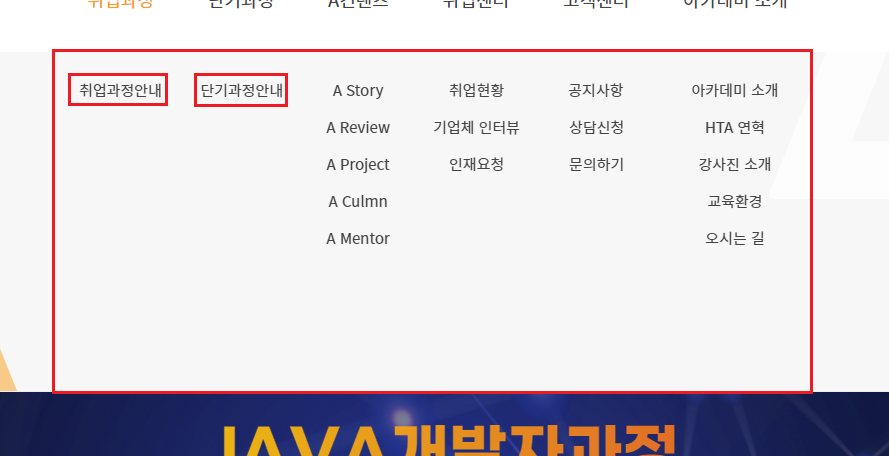 취업과정 단기과정 A컨텐츠 취업센터 고객센터 아카데미 소개
취업과정안내 단기과정안내 A Story 취업현황 공지사항 아카데미 소개
A Review 기업체 인터뷰 상담신청 HTA 연혁
A Project 인재요청 문의하기 강사진 소개
A Culmn 교육환경
A Mentor 오시는 길
JAVA개발자과정